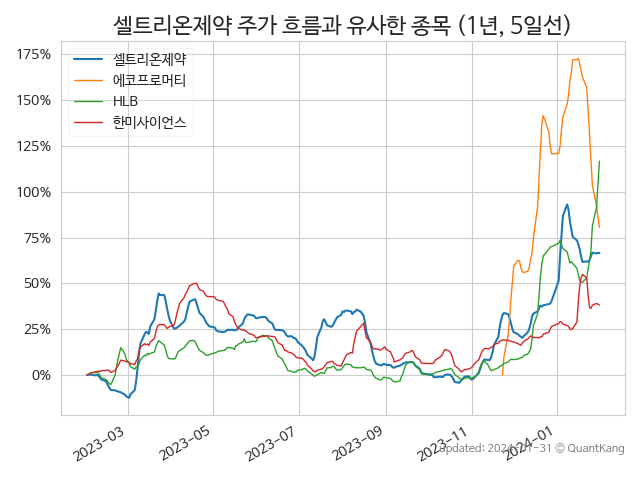 셀트리온제약 주가 흐름과 유사한 종목 (1년, 5일선)
175%
150%
125%
100%
75%
50%
25%
0%
셀트리온제약
에코프로머티
HLB
한미사이언스
2023-03
2023-05
2023-07
2023-09
2023-11
2024-01
updated: 2024-01-31 © QuantKang